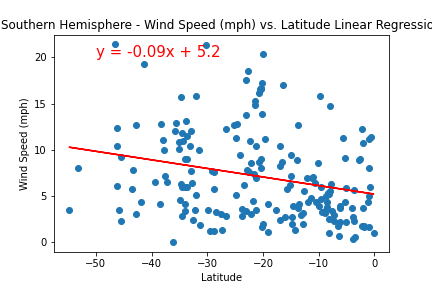 Southern Hemisphere - Wind Speed (mph) vs. Latitude Linear Regressio
y = -0.09x + 5.2
Wind Speed (mph)
20
15
10
5
0
−50
−40
−30
−20
−10
0
Latitude